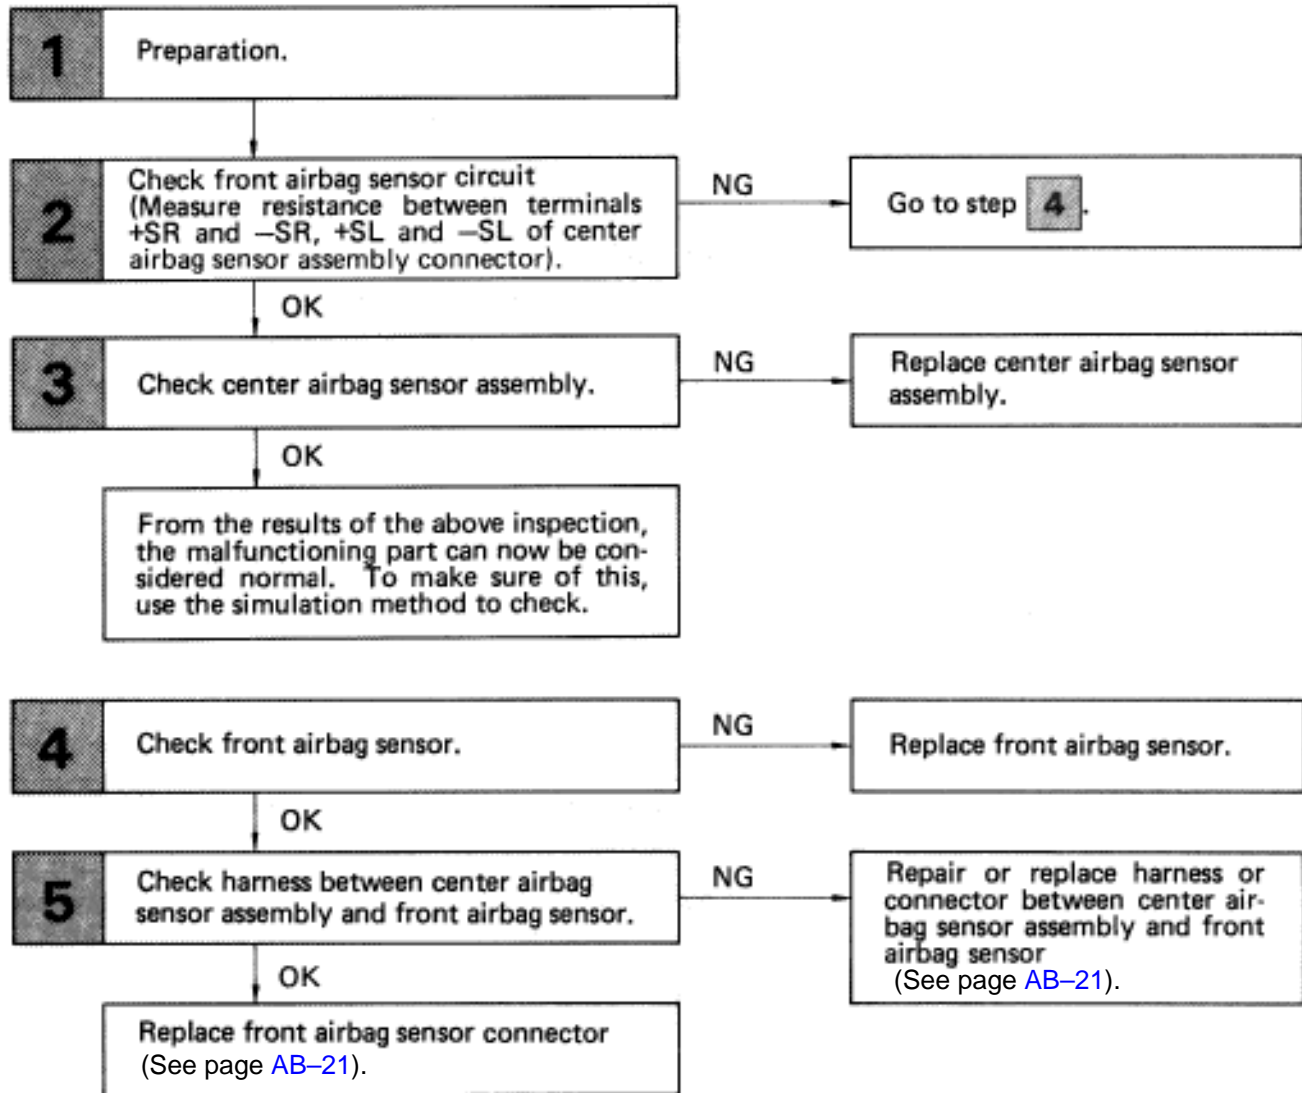 1
Preparation.
2
Check front airbag sensor circuit
(Measure resistance between terminals
+SR and —SR, +SL and —SL of center
airbag sensor assembly connector).
NG
Go to step 4.
OK
3
Check center airbag sensor assembly.
NG
Replace center airbag sensor
assembly.
OK
From the results of the above inspection,
the malfunctioning part can now be con-
sidered normal. To make sure of this,
use the simulation method to check.
4
Check front airbag sensor.
NG
Replace front airbag sensor.
OK
5
Check harness between center airbag
sensor assembly and front airbag sensor.
NG
Repair or replace harness or
connector between center air-
bag sensor assembly and front
airbag sensor
(See page AB–21).
OK
Replace front airbag sensor connector
(See page AB–21).